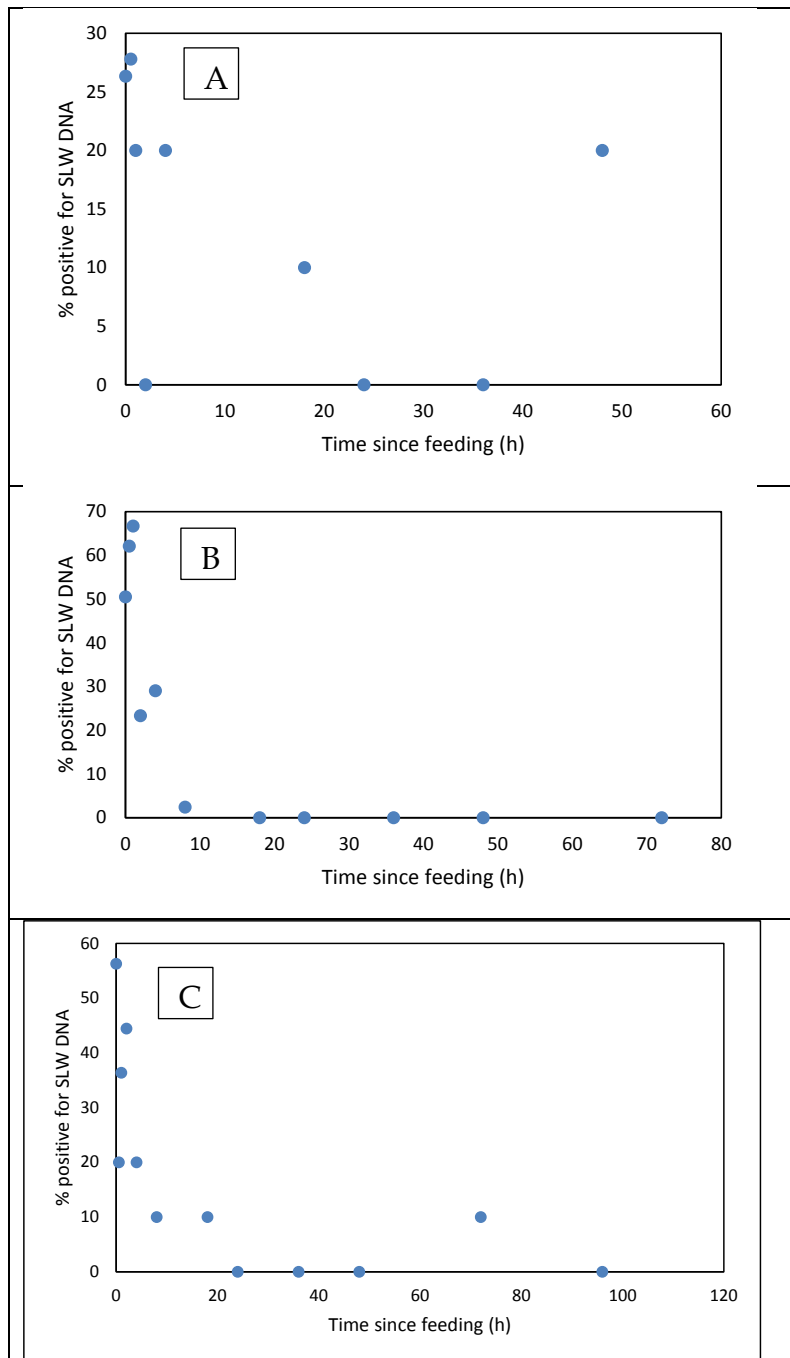 A
% positive for SLW DNA
30
25
20
15
10
5
0
0 10 20 30 40 50 60
Time since feeding (h)
B
% positive for SLW DNA
70
60
50
40
30
20
10
0
0 10 20 30 40 50 60 70 80
Time since feeding (h)
C
% positive for SLW DNA
60
50
40
30
20
10
0
0 20 40 60 80 100 120
Time since feeding (h)